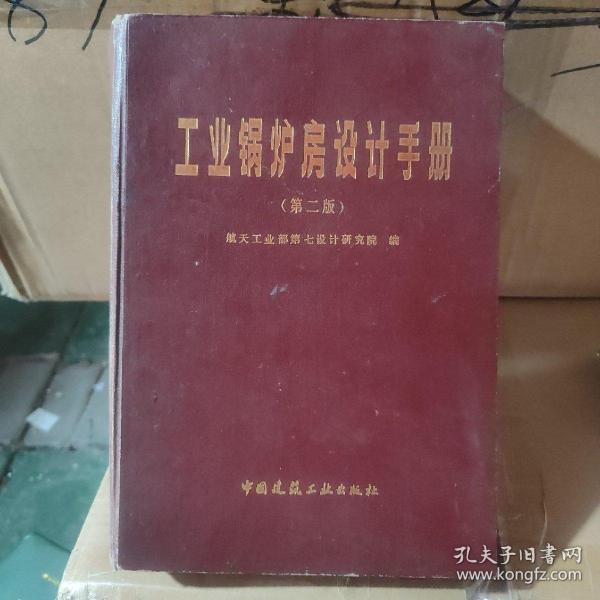 工业锅炉房设计手册
（第二版）
航天工业部第七设计研究院 编
中国建筑工业出版社
孔夫子旧书网
www.kongfz.com